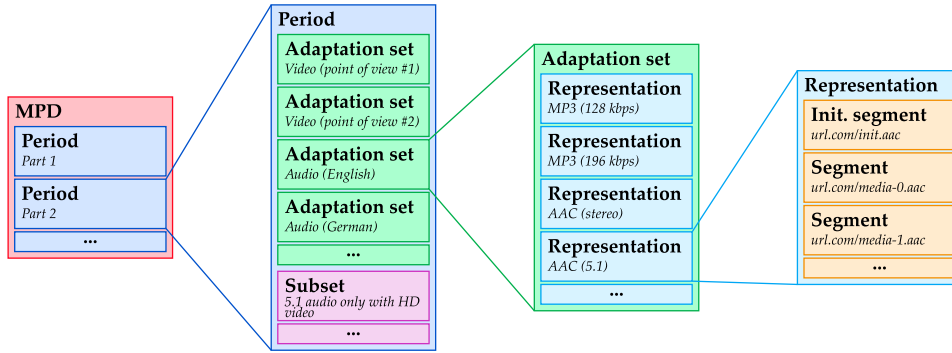 MPD
Period
Part 1
Period
Part 2
...
Period
Adaptation set
Video (point of view #1)
Adaptation set
Video (point of view #2)
Adaptation set
Audio (English)
Adaptation set
Audio (German)
...
Subset
5.1 audio only with HD
video
...
Adaptation set
Representation
MP3 (128 kbps)
Representation
MP3 (196 kbps)
Representation
AAC (stereo)
Representation
AAC (5.1)
...
Representation
Init. segment
url.com/init.aac
Segment
url.com/media-0.aac
Segment
url.com/media-1.aac
...